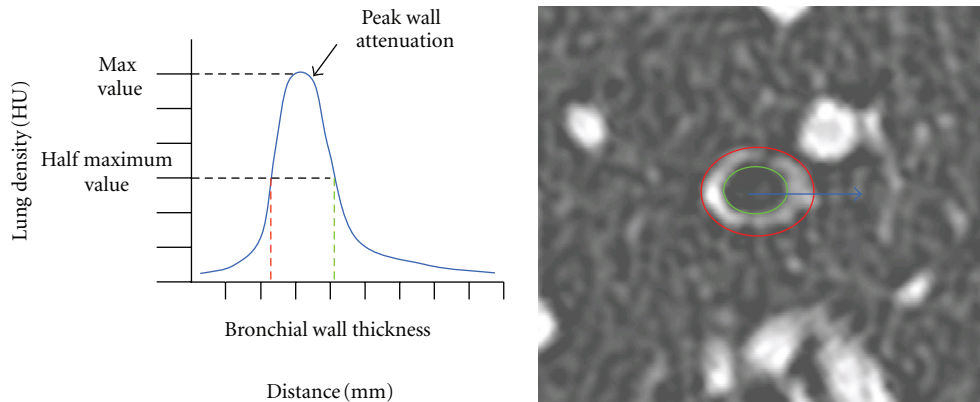 Peak wall
attenuation
Max
value
Half maximum
value
Lung density (HU)
Bronchial wall thickness
Distance (mm)